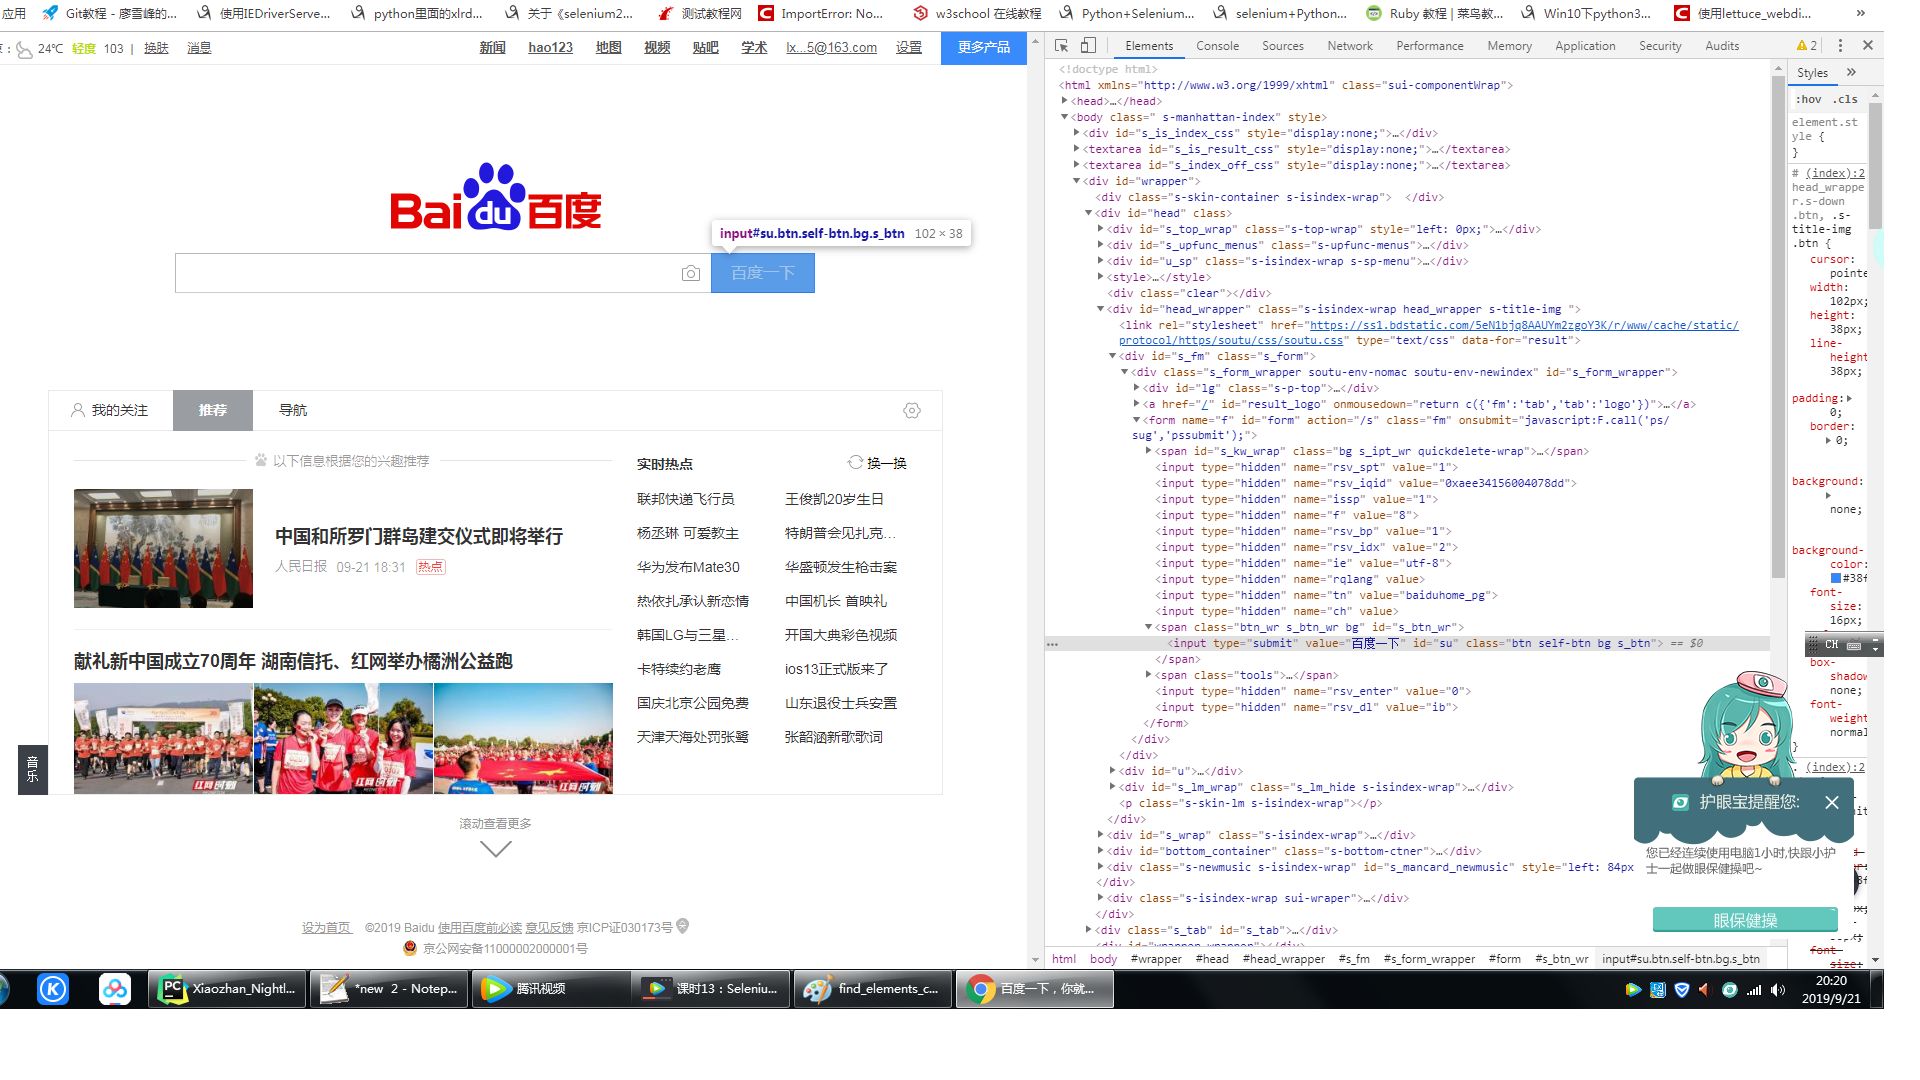 应用 Git教程 - 廖雪峰的... 使用IEDriverServe... python里面的xlrd... 关于《selenium2... 测试教程网 ImportError: No... w3school 在线教程 Python+Selenium... selenium+Python... Ruby 教程 | 菜鸟教... Win10下python3... 使用lettuce_webdi... »
24℃ 轻度 103 | 换肤 消息 新闻 hao123 地图 视频 贴吧 学术 lx...5@163.com 设置 更多产品
Baidu百度
input#su.btn.self-btn.bg.s_btn 102 × 38
百度一下
我的关注 推荐 导航
以下信息根据您的兴趣推荐
中国和所罗门群岛建交仪式即将举行
人民日报 09-21 18:31 热点
献礼新中国成立70周年 湖南信托、红网举办橘洲公益跑
实时热点 换一换
联邦快递飞行员 王俊凯20岁生日
杨丞琳 可爱教主 特朗普会见扎克...
华为发布Mate30 华盛顿发生枪击案
热依扎承认新恋情 中国机长 首映礼
韩国LG与三星... 开国大典彩色视频
卡特续约老鹰 ios13正式版来了
国庆北京公园免费 山东退役士兵安置
天津天海处罚张鹭 张韶涵新歌歌词
音乐
滚动查看更多
设为首页 ©2019 Baidu 使用百度前必读 意见反馈 京ICP证030173号
京公网安备11000002000001号
Elements Console Sources Network Performance Memory Application Security Audits 2
<!doctype html>
<html xmlns="http://www.w3.org/1999/xhtml" class="sui-componentWrap">
<head>…</head>
<body class=" s-manhattan-index" style>
<div id="s_is_index_css" style="display:none;">…</div>
<textarea id="s_is_result_css" style="display:none;">…</textarea>
<textarea id="s_index_off_css" style="display:none;">…</textarea>
<div id="wrapper">
<div class="s-skin-container s-isindex-wrap">  </div>
<div id="head" class>
<div id="s_top_wrap" class="s-top-wrap" style="left: 0px;">…</div>
<div id="s_upfunc_menus" class="s-upfunc-menus">…</div>
<div id="u_sp" class="s-isindex-wrap s-sp-menu">…</div>
<style>…</style>
<div class="clear"></div>
<div id="head_wrapper" class="s-isindex-wrap head_wrapper s-title-img ">
<link rel="stylesheet" href="https://ss1.bdstatic.com/5eN1bjq8AAUYm2zgoY3K/r/www/cache/static/
protocol/https/soutu/css/soutu.css" type="text/css" data-for="result">
<div id="s_fm" class="s_form">
<div class="s_form_wrapper soutu-env-nomac soutu-env-newindex" id="s_form_wrapper">
<div id="lg" class="s-p-top">…</div>
<a href="/" id="result_logo" onmousedown="return c({'fm':'tab','tab':'logo'})">…</a>
<form name="f" id="form" action="/s" class="fm" onsubmit="javascript:F.call('ps/
sug','pssubmit');">
<span id="s_kw_wrap" class="bg s_ipt_wr quickdelete-wrap">…</span>
<input type="hidden" name="rsv_spt" value="1">
<input type="hidden" name="rsv_iqid" value="0xaee34156004078dd">
<input type="hidden" name="issp" value="1">
<input type="hidden" name="f" value="8">
<input type="hidden" name="rsv_bp" value="1">
<input type="hidden" name="rsv_idx" value="2">
<input type="hidden" name="ie" value="utf-8">
<input type="hidden" name="rqlang" value>
<input type="hidden" name="tn" value="baiduhome_pg">
<input type="hidden" name="ch" value>
<span class="btn_wr s_btn_wr bg" id="s_btn_wr">
<input type="submit" value="百度一下" id="su" class="btn self-btn bg s_btn"> == $0
</span>
<span class="tools">…</span>
<input type="hidden" name="rsv_enter" value="0">
<input type="hidden" name="rsv_dl" value="ib">
</form>
</div>
</div>
<div id="u">…</div>
<div id="s_lm_wrap" class="s_lm_hide s-isindex-wrap">…</div>
<p class="s-skin-lm s-isindex-wrap"></p>
</div>
<div id="s_wrap" class="s-isindex-wrap">…</div>
<div id="bottom_container" class="s-bottom-ctner">…</div>
<div class="s-newmusic s-isindex-wrap" id="s_mancard_newmusic" style="left: 84px
</div>
<div class="s-isindex-wrap sui-wraper">…</div>
</div>
<div id="s_tab" id="s_tab">…</div>
html body #wrapper #head #head_wrapper #s_fm #s_form_wrapper #form #s_btn_wr input#su.btn.self-btn.bg.s_btn
Styles »
:hov .cls
element.st
yle {
}
# (index):2
head_wrappe
r.s-down
.btn, .s-
title-img
.btn {
cursor:
pointe
width:
102px;
height:
38px;
line-
height
38px;
padding:
0;
border:
0;
background:
none;
background-
color:
#38f
font-
size:
16px;
CH
box-
shadow
none;
font-
weight
normal
}
(index):2
font-
size:
护眼宝提醒您:
您已经连续使用电脑1小时,快跟小护
士一起做眼保健操吧~
眼保健操
Xiaozhan_Nightl... *new 2 - Notep... 腾讯视频 课时13：Seleniu... find_elements_c... 百度一下，你就... 20:20
2019/9/21